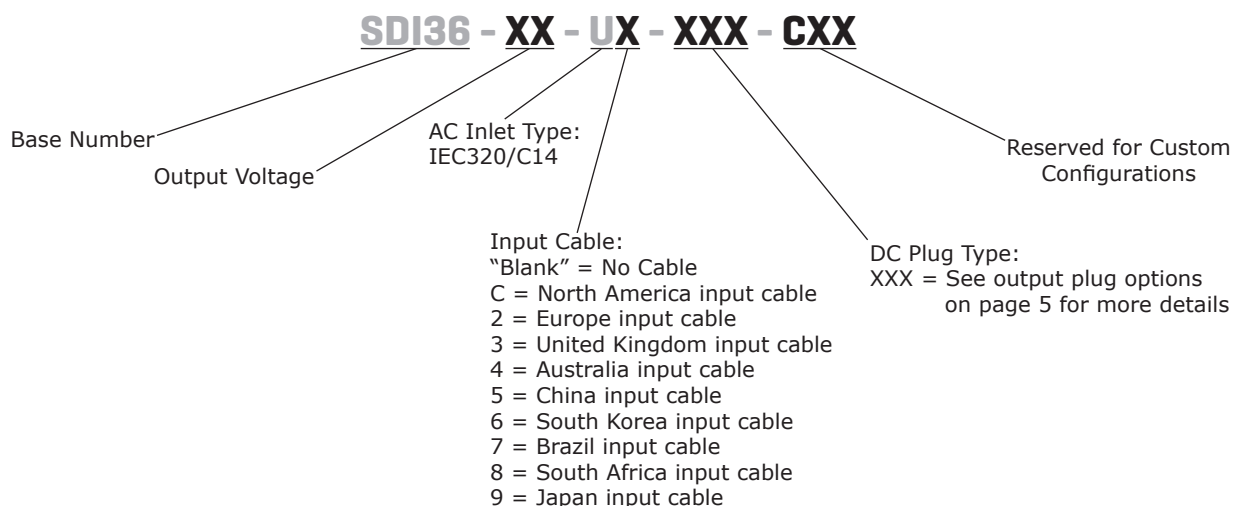 SDI36 - XX - UX - XXX - CXX
Base Number
Output Voltage
AC Inlet Type:
IEC320/C14
Input Cable:
“Blank” = No Cable
C = North America input cable
2 = Europe input cable
3 = United Kingdom input cable
4 = Australia input cable
5 = China input cable
6 = South Korea input cable
7 = Brazil input cable
8 = South Africa input cable
9 = Japan input cable
DC Plug Type:
XXX = See output plug options
on page 5 for more details
Reserved for Custom
Configurations